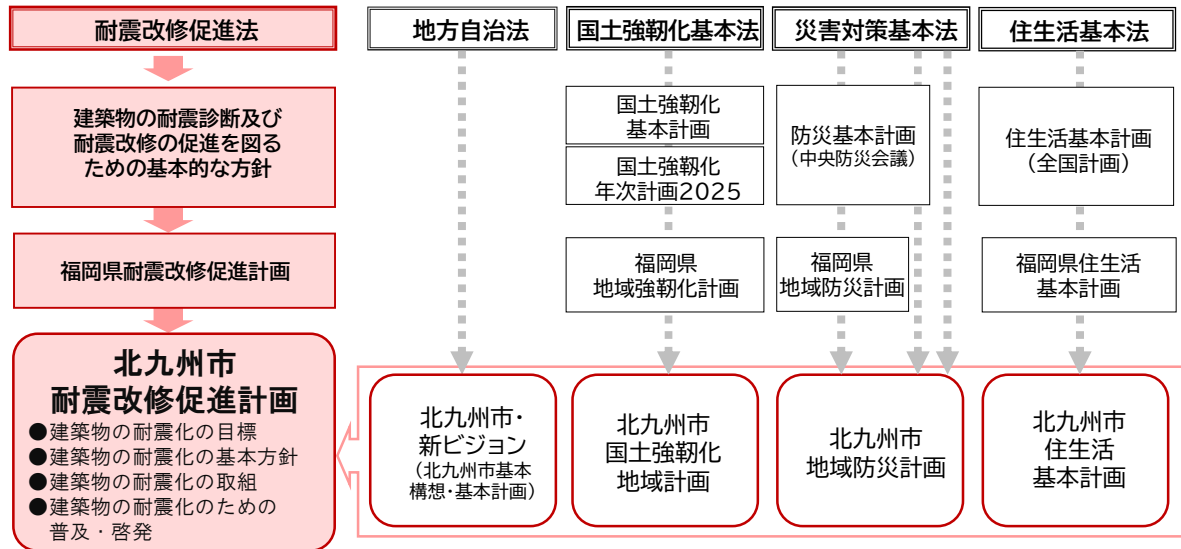 耐震改修促進法
地方自治法
国土強靭化基本法
災害対策基本法
住生活基本法
建築物の耐震診断及び
耐震改修の促進を図る
ための基本的な方針
国土強靭化
基本計画
国土強靭化
年次計画2025
防災基本計画
（中央防災会議）
住生活基本計画
（全国計画）
福岡県耐震改修促進計画
福岡県
地域強靭化計画
福岡県
地域防災計画
福岡県住生活
基本計画
北九州市
耐震改修促進計画
●建築物の耐震化の目標
●建築物の耐震化の基本方針
●建築物の耐震化の取組
●建築物の耐震化のための
普及・啓発
北九州市・
新ビジョン
（北九州市基本
構想・基本計画）
北九州市
国土強靭化
地域計画
北九州市
地域防災計画
北九州市
住生活
基本計画